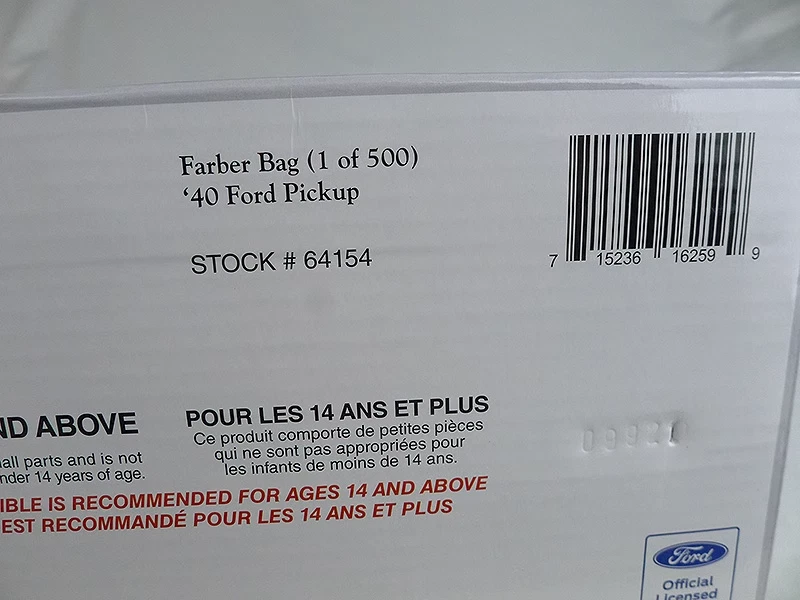 Farber Bag (1 of 500)
'40 Ford Pickup
STOCK # 64154
7 15236 16259 9
ND ABOVE
all parts and is not
nder 14 years of age.
POUR LES 14 ANS ET PLUS
Ce produit comporte de petites pièces
qui ne sont pas appropriées pour
les infants de moins de 14 ans.
IBLE IS RECOMMENDED FOR AGES 14 AND ABOVE
EST RECOMMANDÉ POUR LES 14 ANS ET PLUS
Ford
Official
Licensed